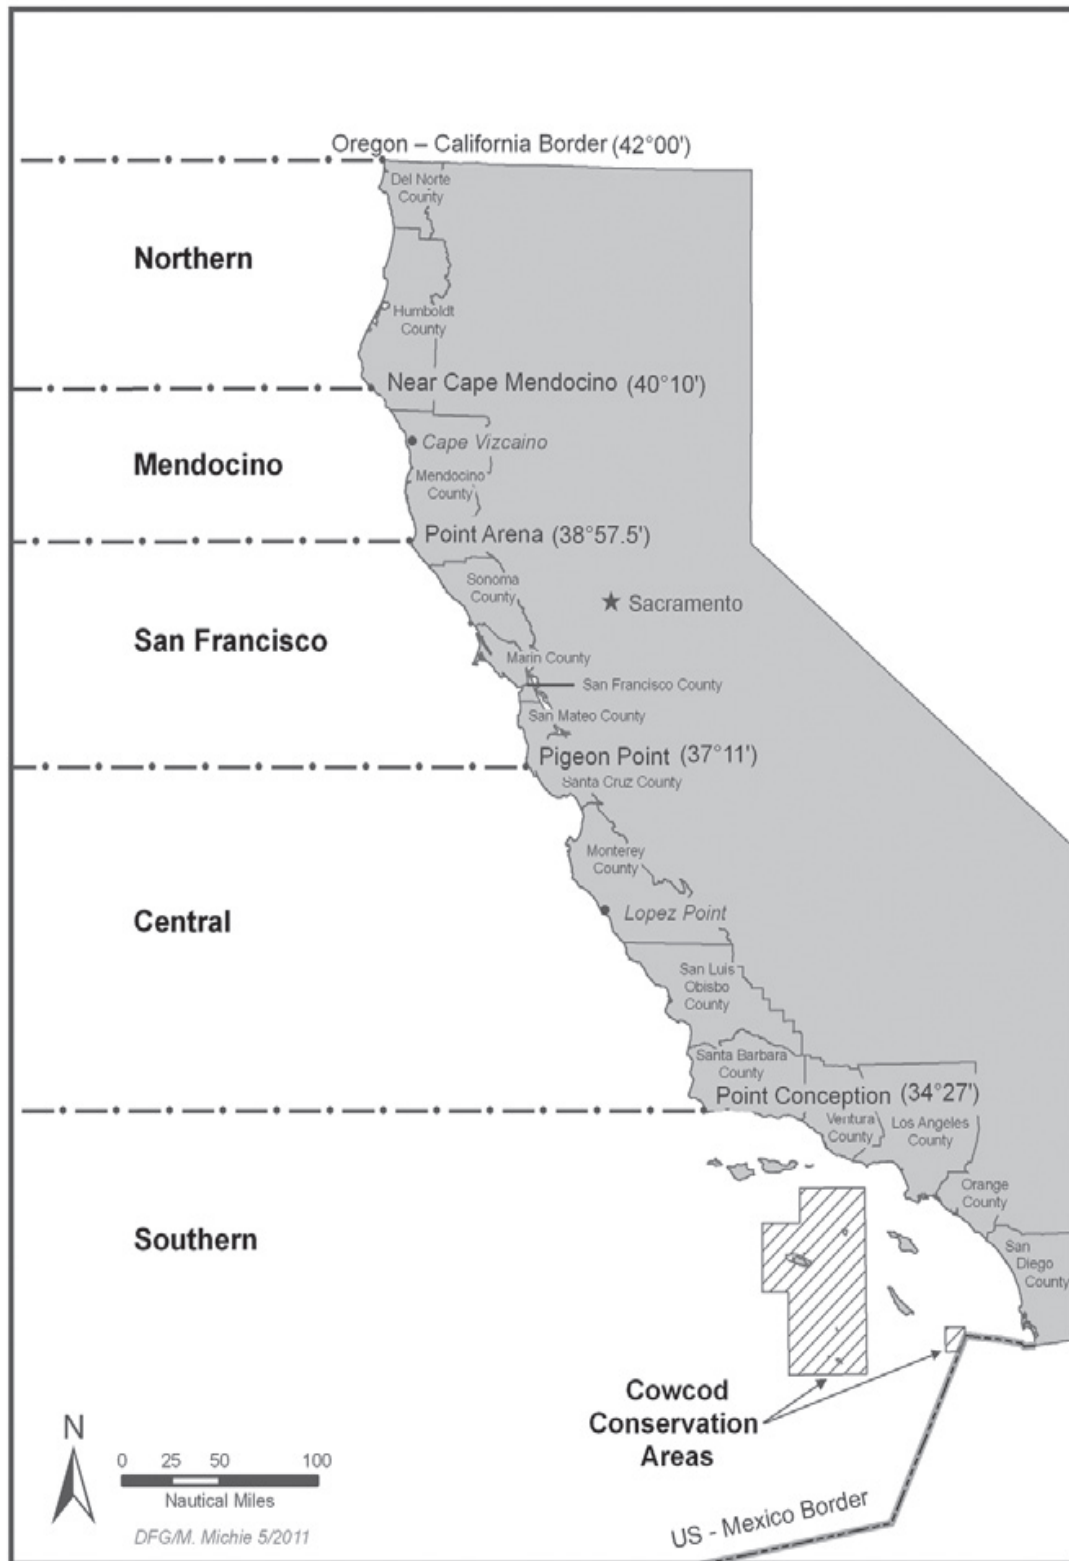 Oregon – California Border (42°00')
Del Norte
County
Northern
Humboldt
County
Near Cape Mendocino (40°10')
Cape Vizcaino
Mendocino
Mendocino
County
Point Arena (38°57.5')
Sonoma
County
Sacramento
San Francisco
Marin County
San Francisco County
San Mateo County
Pigeon Point (37°11')
Santa Cruz County
Monterey
County
Lopez Point
Central
San Luis
Obisbo
County
Santa Barbara
County
Point Conception (34°27')
Ventura
County
Los Angeles
County
Orange
County
Southern
San
Diego
County
Cowcod
Conservation
Areas
N
0 25 50 100
Nautical Miles
DFG/M. Michie 5/2011
US - Mexico Border